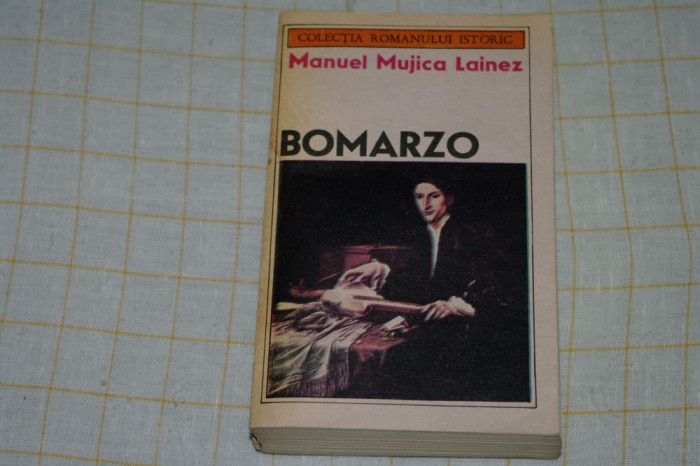 COLECȚIA ROMANULUI ISTORIC
Manuel Mujica Lainez
BOMARZO